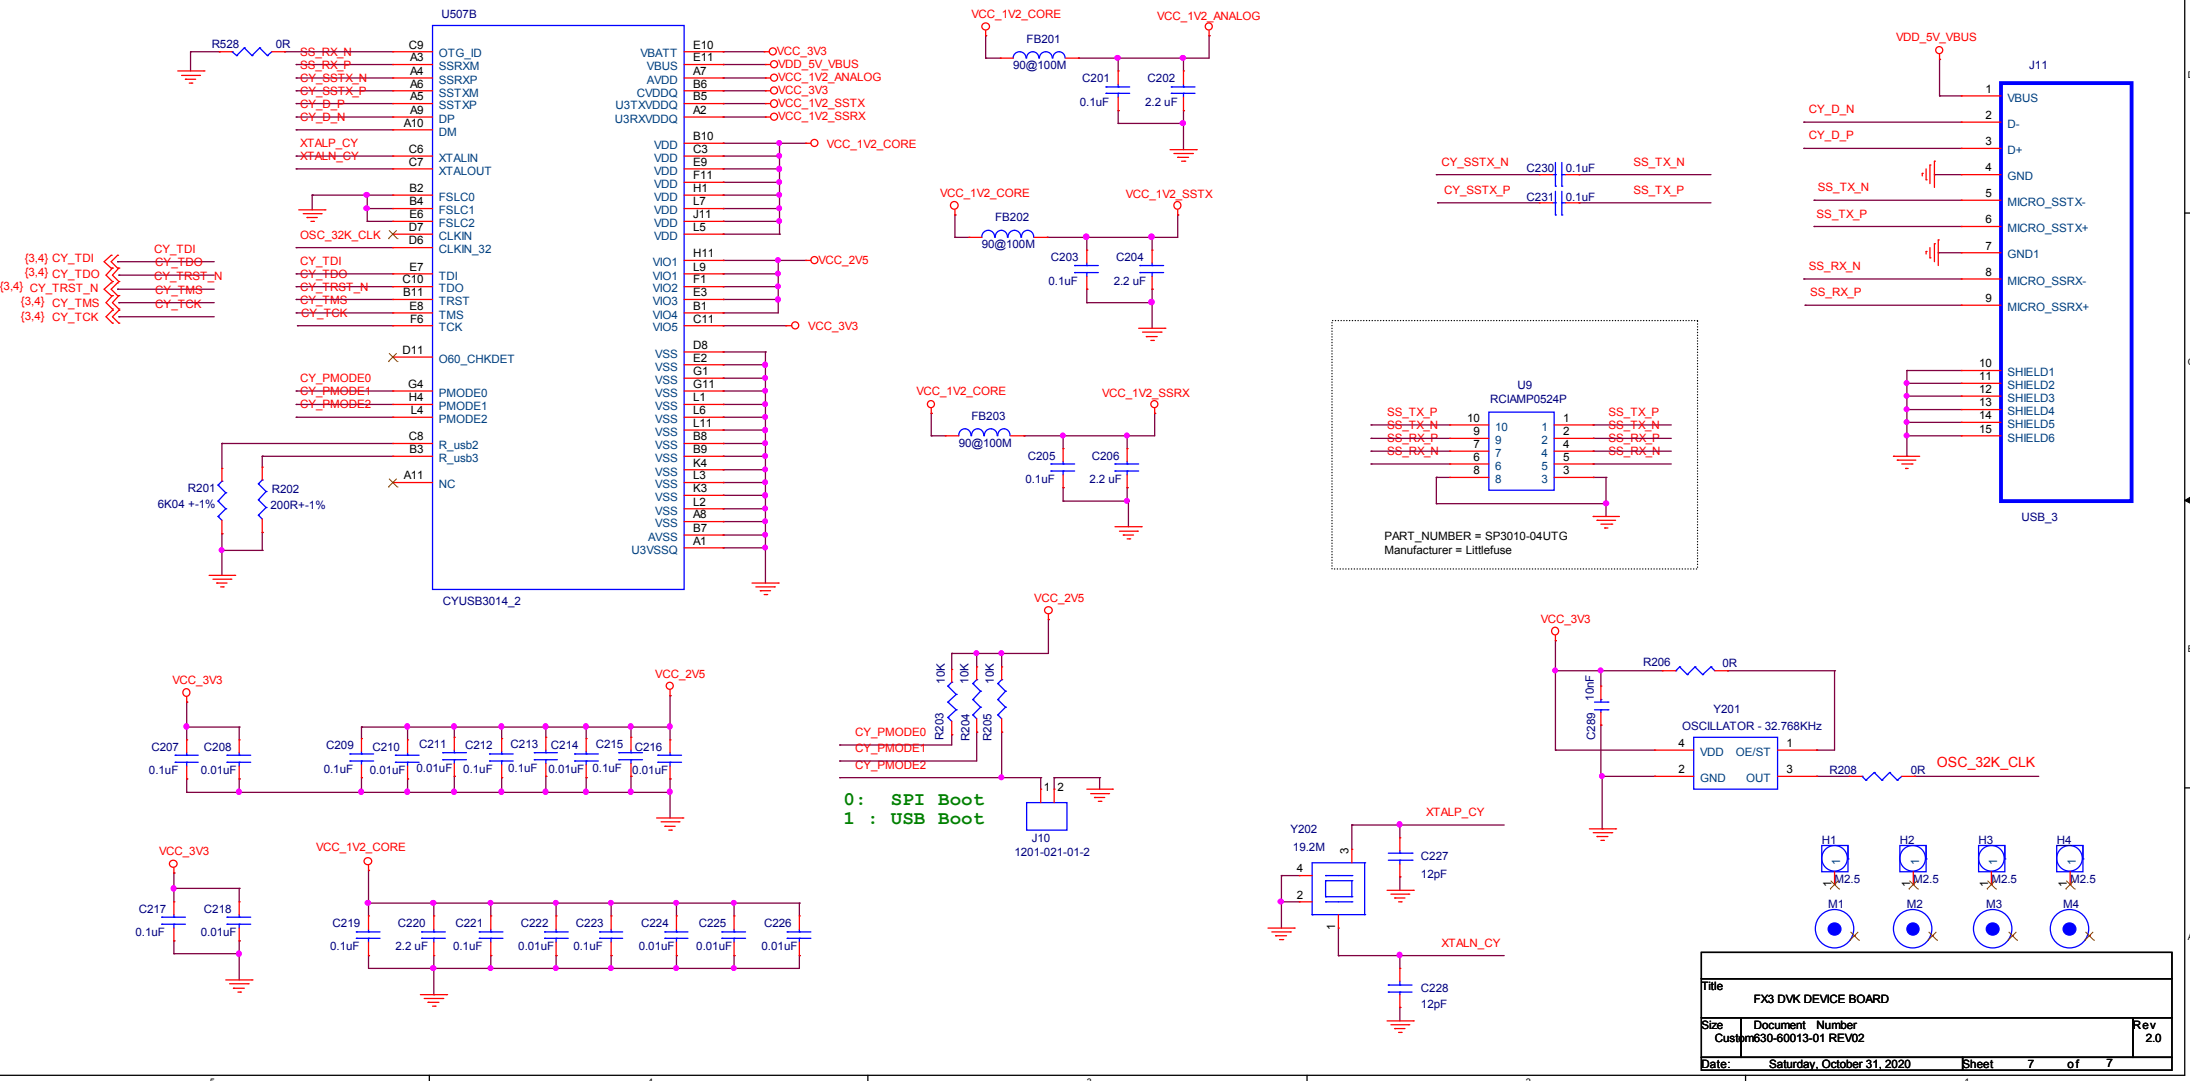 U507B
R528 0R
SS_RX_N
SS_RX_P
CY_SSTX_N
CY_SSTX_P
CY_D_P
CY_D_N
XTALP_CY
XTALN_CY
OSC_32K_CLK
CY_TDI
CY_TDO
CY_TRST_N
CY_TMS
CY_TCK
CY_PMODE0
CY_PMODE1
CY_PMODE2
C9 OTG_ID
A3 SSRXM
A4 SSRXP
A6 SSTXM
A5 SSTXP
A9 DP
A10 DM
C6 XTALIN
C7 XTALOUT
B2 FSLC0
B4 FSLC1
E6 FSLC2
D7 CLKIN
D6 CLKIN_32
E7 TDI
C10 TDO
B11 TRST
E8 TMS
F6 TCK
D11 O60_CHKDET
G4 PMODE0
H4 PMODE1
L4 PMODE2
C8 R_usb2
B3 R_usb3
A11 NC
VBATT E10 VCC_3V3
VBUS E11 VDD_5V_VBUS
AVDD A7 VCC_1V2_ANALOG
CVDDQ B6 VCC_3V3
U3TXVDDQ B5 VCC_1V2_SSTX
U3RXVDDQ A2 VCC_1V2_SSRX
VDD B10 VCC_1V2_CORE
VDD C3
VDD E9
VDD F11
VDD H1
VDD L7
VDD J11
VDD L5
VIO1 H11 VCC_2V5
VIO1 L9
VIO2 F1
VIO3 E3
VIO4 B1
VIO5 C11 VCC_3V3
VSS D8
VSS E2
VSS G1
VSS G11
VSS L1
VSS L6
VSS L11
VSS B8
VSS B9
VSS K4
VSS L3
VSS K3
VSS L2
VSS A8
AVSS B7
U3VSSQ A1
CYUSB3014_2
{3,4} CY_TDI CY_TDI
{3,4} CY_TDO CY_TDO
{3,4} CY_TRST_N CY_TRST_N
{3,4} CY_TMS CY_TMS
{3,4} CY_TCK CY_TCK
R201
6K04 +-1%
R202
200R+-1%
VCC_1V2_CORE VCC_1V2_ANALOG
FB201
90@100M
C201 C202
0.1uF 2.2 uF
VCC_1V2_CORE VCC_1V2_SSTX
FB202
90@100M
C203 C204
0.1uF 2.2 uF
VCC_1V2_CORE VCC_1V2_SSRX
FB203
90@100M
C205 C206
0.1uF 2.2 uF
CY_SSTX_N C230 0.1uF SS_TX_N
CY_SSTX_P C231 0.1uF SS_TX_P
U9
RCIAMP0524P
SS_TX_P 10 10 1 1 SS_TX_P
SS_TX_N 9 9 2 2 SS_TX_N
SS_RX_P 7 7 4 4 SS_RX_P
SS_RX_N 6 6 5 5 SS_RX_N
8 8 3 3
PART_NUMBER = SP3010-04UTG
Manufacturer = Littlefuse
VDD_5V_VBUS
J11
1 VBUS
CY_D_N 2 D-
CY_D_P 3 D+
4 GND
SS_TX_N 5 MICRO_SSTX-
SS_TX_P 6 MICRO_SSTX+
7 GND1
SS_RX_N 8 MICRO_SSRX-
SS_RX_P 9 MICRO_SSRX+
10 SHIELD1
11 SHIELD2
12 SHIELD3
13 SHIELD4
14 SHIELD5
15 SHIELD6
USB_3
VCC_3V3 VCC_2V5
C207 C208 C209 C210 C211 C212 C213 C214 C215 C216
0.1uF 0.01uF 0.1uF 0.01uF 0.01uF 0.1uF 0.1uF 0.01uF 0.1uF 0.01uF
VCC_3V3
C217 C218
0.1uF 0.01uF
VCC_1V2_CORE
C219 C220 C221 C222 C223 C224 C225 C226
0.1uF 2.2 uF 0.1uF 0.01uF 0.1uF 0.01uF 0.01uF 0.01uF
VCC_2V5
10K 10K 10K
R203 R204 R205
CY_PMODE0
CY_PMODE1
CY_PMODE2
0: SPI Boot
1 : USB Boot
1 2
J10
1201-021-01-2
VCC_3V3
R206 0R
C289 10nF
Y201
OSCILLATOR - 32.768KHz
4 VDD OE/ST 1
2 GND OUT 3
R208 0R
OSC_32K_CLK
Y202
19.2M
3
4
2
1
XTALP_CY
C227
12pF
XTALN_CY
C228
12pF
H1 H2 H3 H4
1 1 1 1
1 1 1 1
M2.5 M2.5 M2.5 M2.5
M1 M2 M3 M4
Title
FX3 DVK DEVICE BOARD
Size Document Number Rev
Custom 630-60013-01 REV02 2.0
Date: Saturday, October 31, 2020 Sheet 7 of 7